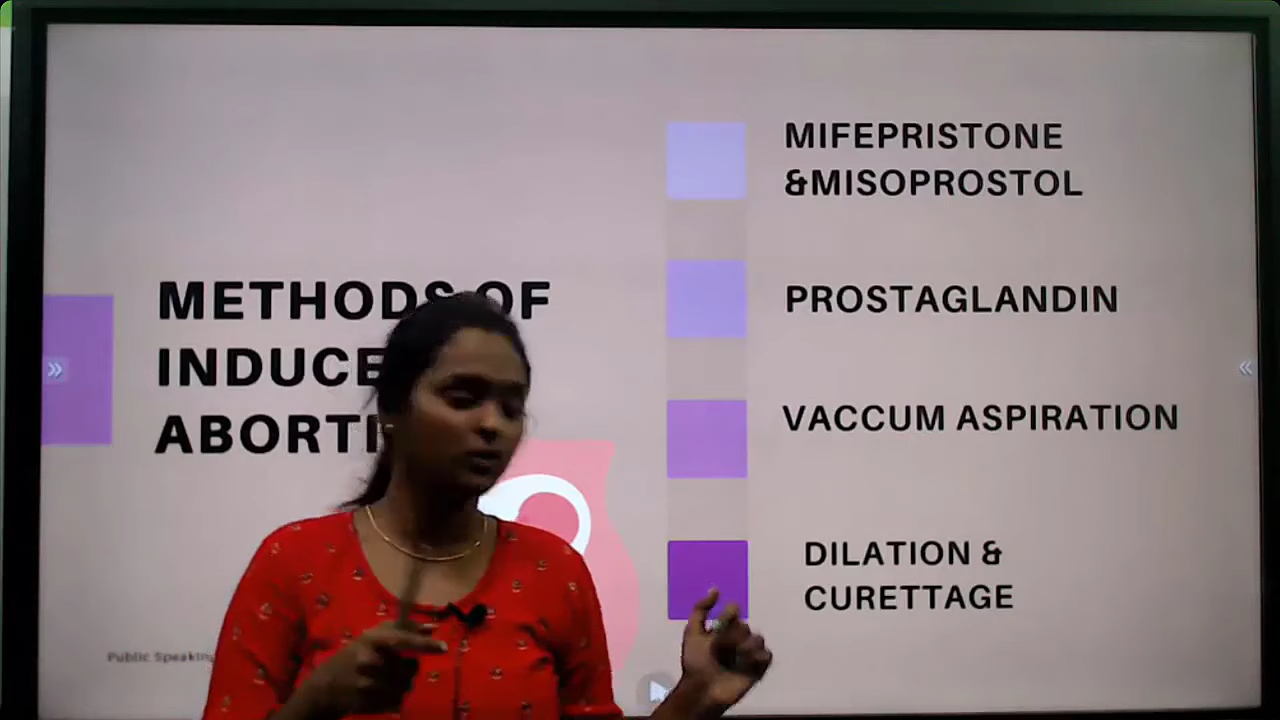 METHODS OF
INDUCE
ABORTI
Public Speaking
MIFEPRISTONE
&MISOPROSTOL
PROSTAGLANDIN
VACCUM ASPIRATION
DILATION &
CURETTAGE